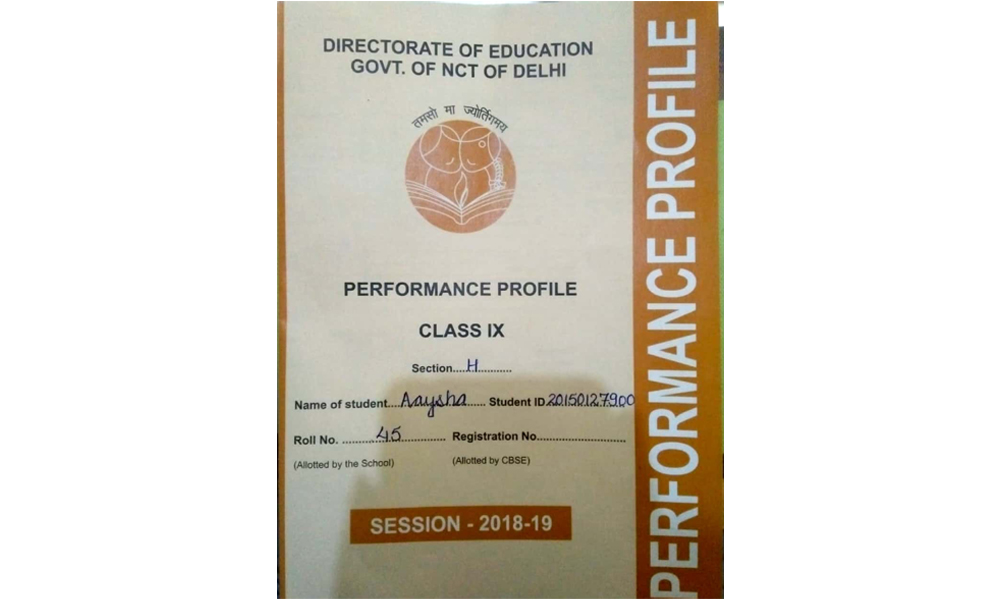 DIRECTORATE OF EDUCATION
GOVT. OF NCT OF DELHI
तमसो मा ज्योर्तिगमय
PERFORMANCE PROFILE
CLASS IX
Section....H...........
Name of student....Aaysha...... Student ID.20150127900
Roll No. ..........45.............. Registration No............................
(Allotted by the School) (Allotted by CBSE)
SESSION - 2018-19
PERFORMANCE PROFILE